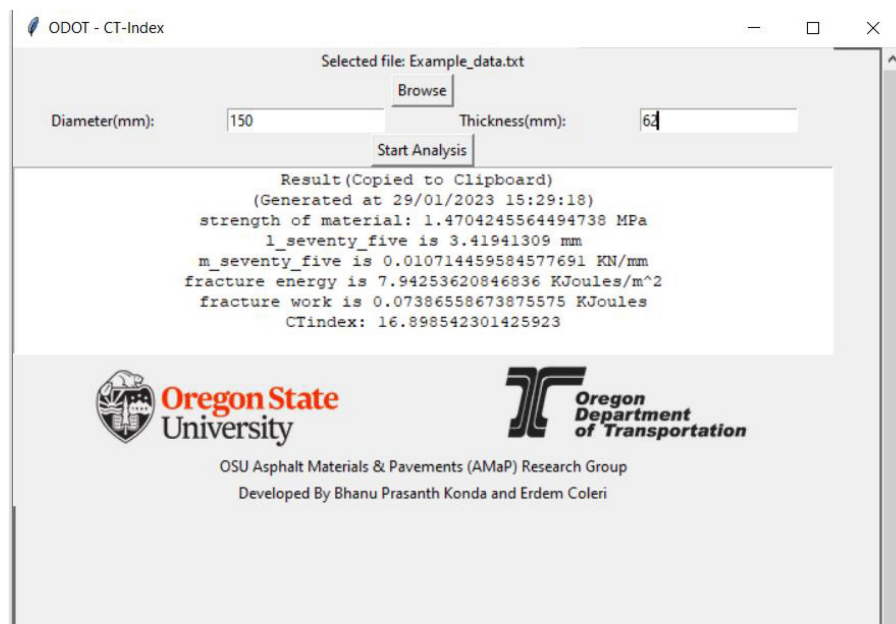 ODOT - CT-Index
Selected file: Example_data.txt
Browse
Diameter(mm): 150 Thickness(mm): 62
Start Analysis
Result(Copied to Clipboard)
(Generated at 29/01/2023 15:29:18)
strength of material: 1.4704245564494738 MPa
l_seventy_five is 3.41941309 mm
m_seventy_five is 0.010714459584577691 KN/mm
fracture energy is 7.94253620846836 KJoules/m^2
fracture work is 0.07386558673875575 KJoules
CTindex: 16.898542301425923
Oregon State
University
Oregon
Department
of Transportation
OSU Asphalt Materials & Pavements (AMaP) Research Group
Developed By Bhanu Prasanth Konda and Erdem Coleri